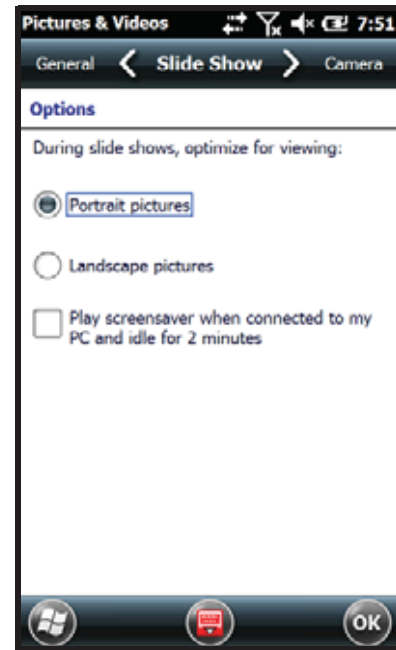 Pictures & Videos 7:51
General Slide Show Camera
Options
During slide shows, optimize for viewing:
Portrait pictures
Landscape pictures
Play screensaver when connected to my
PC and idle for 2 minutes
OK